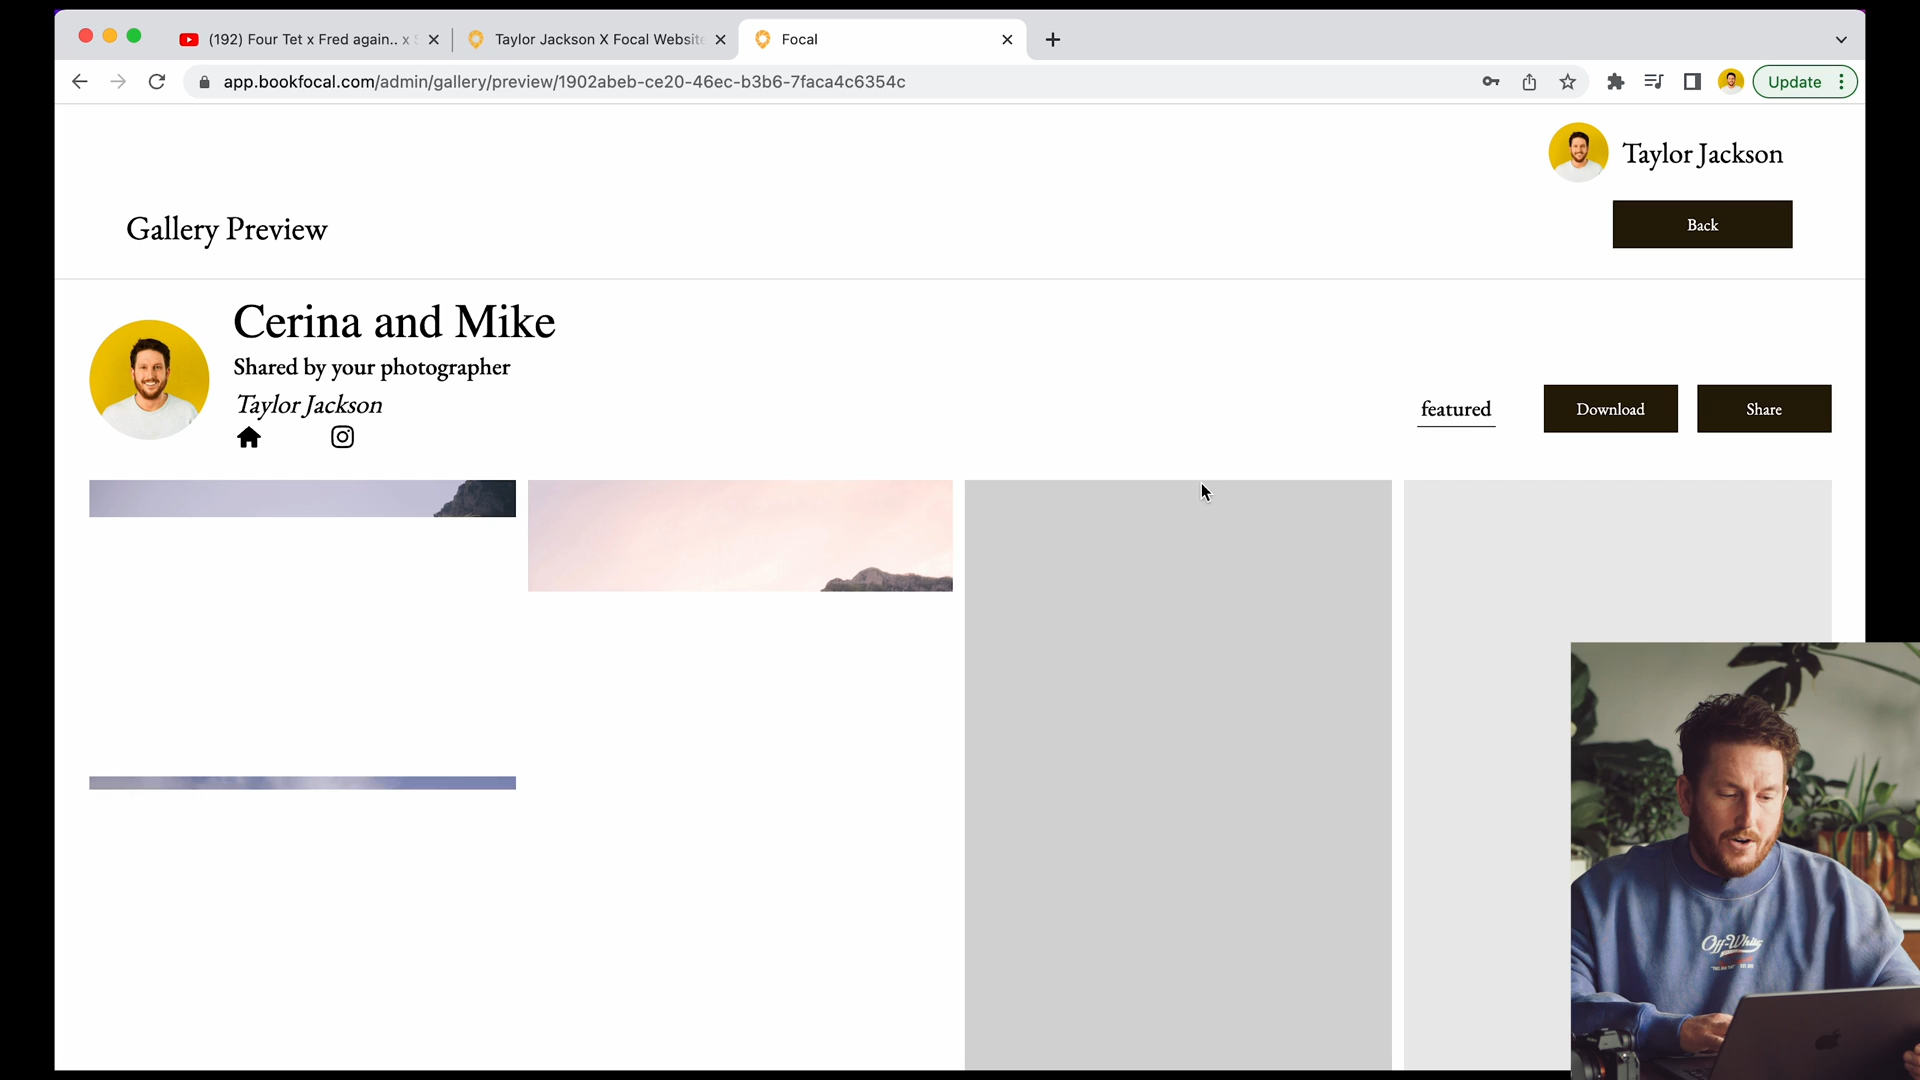 (192) Four Tet x Fred again.. x
Taylor Jackson X Focal Website
Focal
app.bookfocal.com/admin/gallery/preview/1902abeb-ce20-46ec-b3b6-7faca4c6354c
Update
Taylor Jackson
Gallery Preview
Back
Cerina and Mike
Shared by your photographer
Taylor Jackson
featured
Download
Share
Off-White